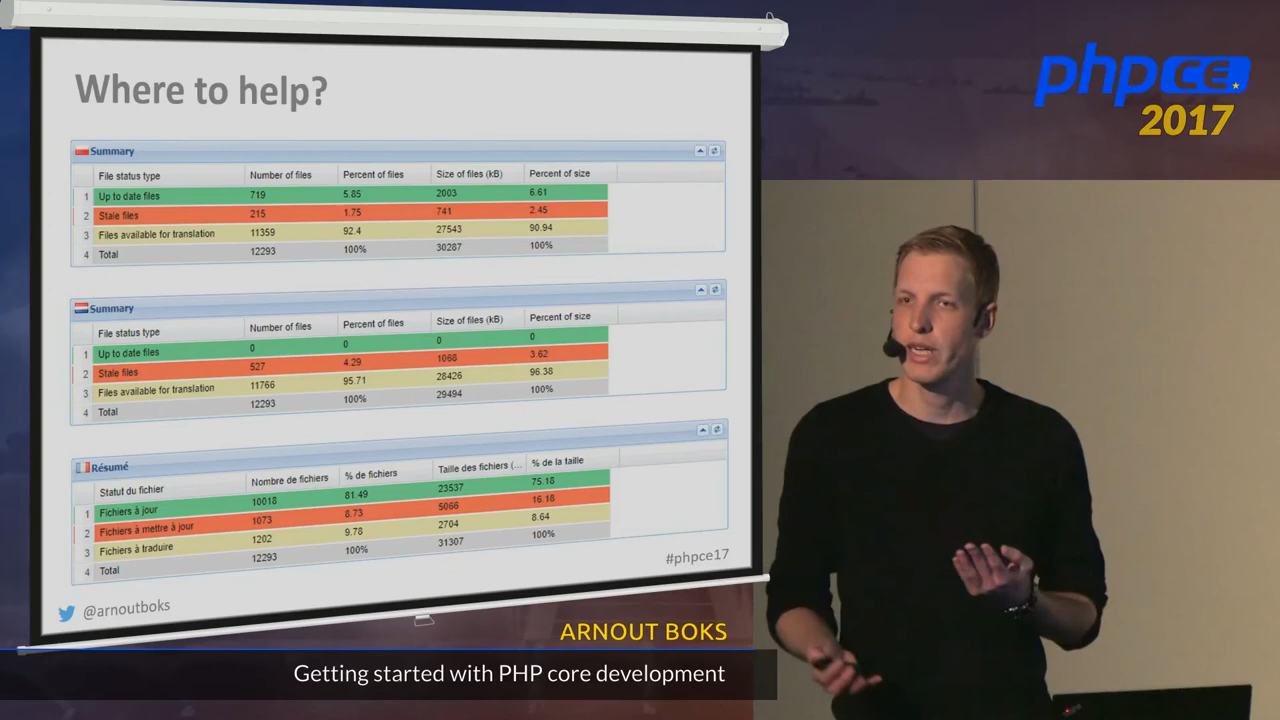 Where to help?
Summary
File status type Number of files Percent of files Size of files (kB) Percent of size
1 Up to date files 719 5.85 2003 6.61
2 Stale files 215 1.75 741 2.45
3 Files available for translation 11359 92.4 27543 90.94
4 Total 12293 100% 30287 100%
Summary
File status type Number of files Percent of files Size of files (kB) Percent of size
1 Up to date files 0 0 0 0
2 Stale files 527 4.29 1068 3.62
3 Files available for translation 11766 95.71 28426 96.38
4 Total 12293 100% 29494 100%
Résumé
Statut du fichier Nombre de fichiers % de fichiers Taille des fichiers (... % de la taille
1 Fichiers à jour 10018 81.49 23537 75.18
2 Fichiers à mettre à jour 1073 8.73 5066 16.18
3 Fichiers à traduire 1202 9.78 2704 8.64
4 Total 12293 100% 31307 100%
#phpce17
@arnoutboks
phpCE
2017
ARNOUT BOKS
Getting started with PHP core development